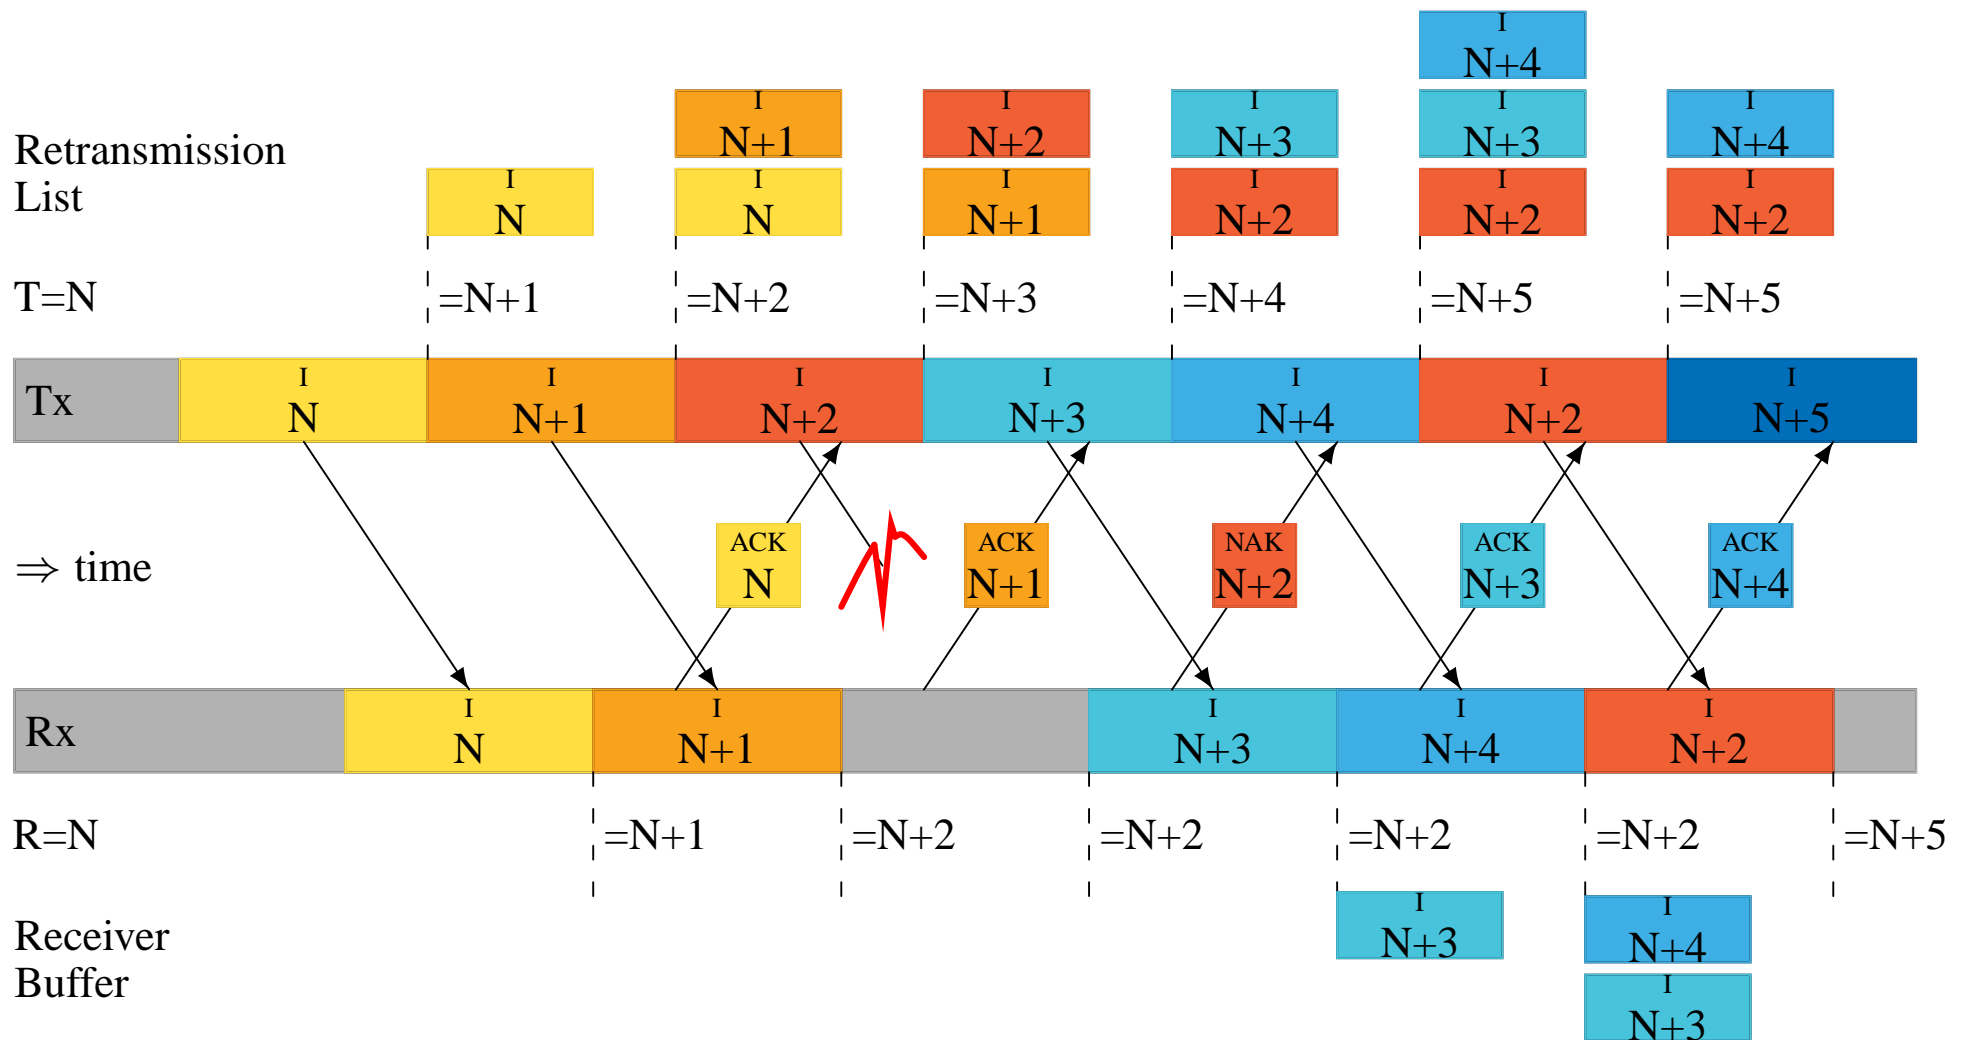 I
N+4
I I I I I
N+1 N+2 N+3 N+3 N+4
Retransmission
List
I I I I I I
N N N+1 N+2 N+2 N+2
T=N =N+1 =N+2 =N+3 =N+4 =N+5 =N+5
Tx
I I I I I I I
N N+1 N+2 N+3 N+4 N+2 N+5
ACK ACK NAK ACK ACK
⇒ time
N N+1 N+2 N+3 N+4
Rx
I I I I I
N N+1 N+3 N+4 N+2
R=N =N+1 =N+2 =N+2 =N+2 =N+2 =N+5
Receiver
Buffer
I I
N+3 N+4
I
N+3